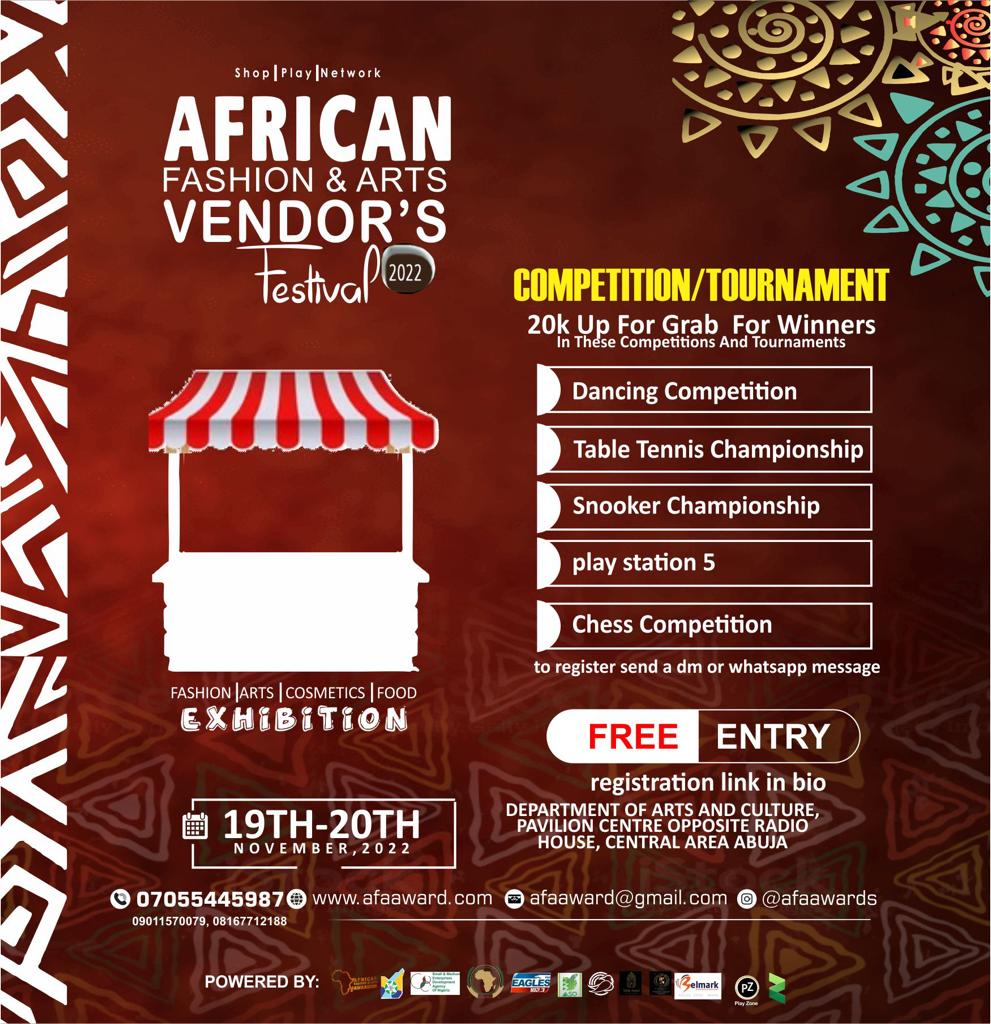 Shop|Play|Network
AFRICAN
FASHION & ARTS
VENDOR'S
Festival 2022
COMPETITION/TOURNAMENT
20k Up For Grab For Winners
In These Competitions And Tournaments
Dancing Competition
Table Tennis Championship
Snooker Championship
play station 5
Chess Competition
to register send a dm or whatsapp message
FASHION|ARTS|COSMETICS|FOOD
EXHIBITION
FREE ENTRY
registration link in bio
DEPARTMENT OF ARTS AND CULTURE,
PAVILION CENTRE OPPOSITE RADIO
HOUSE, CENTRAL AREA ABUJA
19TH-20TH
NOVEMBER,2022
07055445987 www.afaaward.com afaaward@gmail.com @afaawards
09011570079, 08167712188
POWERED BY:
EAGLES
Belmark
PZ
Play Zone